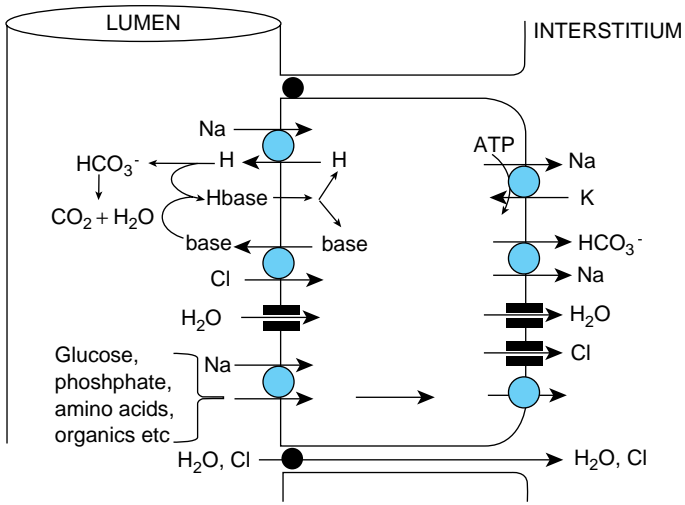 LUMEN
INTERSTITIUM
Na
HCO₃⁻
H
H
ATP
Na
Hbase
K
CO₂ + H₂O
base
base
HCO₃⁻
Cl
Na
H₂O
H₂O
Cl
Glucose,
phoshphate,
amino acids,
organics etc
Na
H₂O, Cl
H₂O, Cl